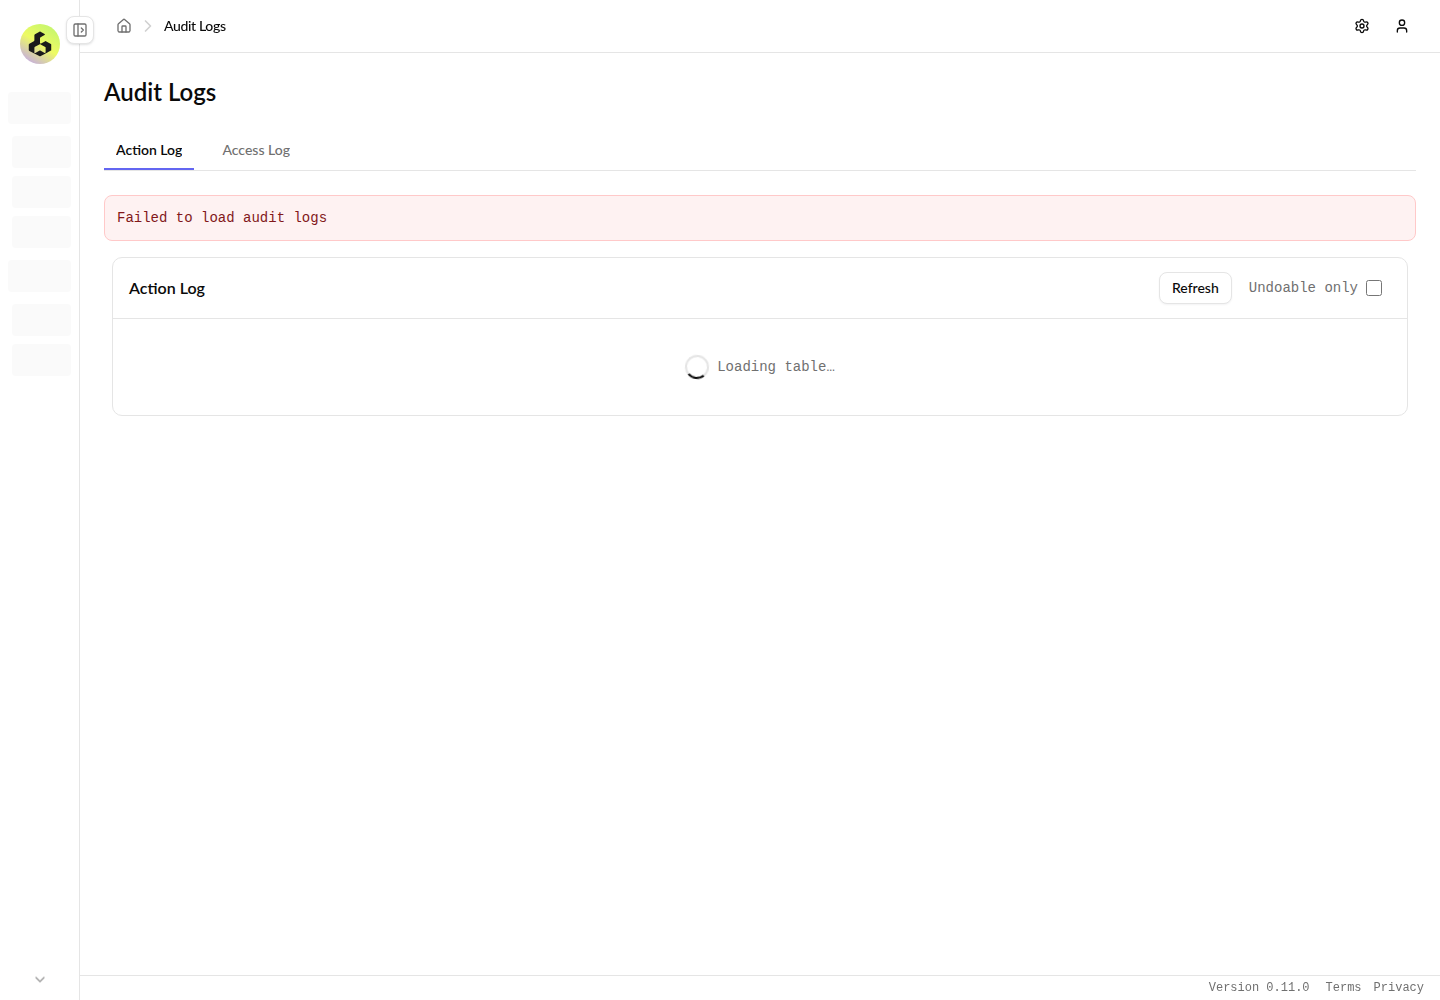 Audit Logs
Audit Logs
Action Log
Access Log
Failed to load audit logs
Action Log
Refresh
Undoable only
Loading table…
Version 0.11.0
Terms
Privacy